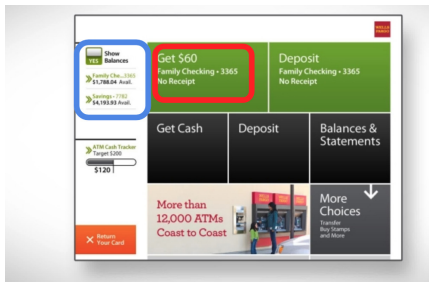 WELLS
FARGO
Show
YES Balances
Family Che...3365
$1,788.04 Avail.
Savings - 7782
$4,193.93 Avail.
ATM Cash Tracker
Target $200
$120
Return
Your Card
Get $60
Family Checking • 3365
No Receipt
Deposit
Family Checking • 3365
No Receipt
Get Cash
Deposit
Balances &
Statements
More than
12,000 ATMs
Coast to Coast
More
Choices
Transfer
Buy Stamps
and More